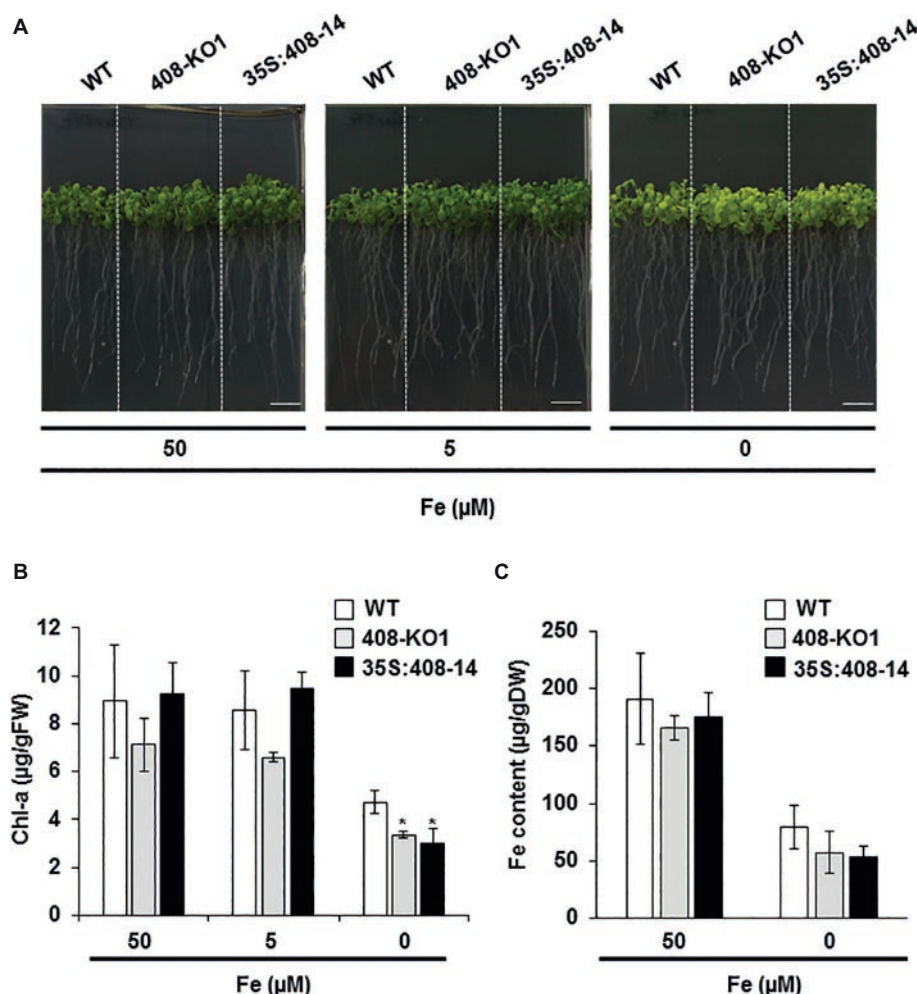 A
WT 408-KO1 35S:408-14 WT 408-KO1 35S:408-14 WT 408-KO1 35S:408-14
50 5 0
Fe (µM)
B
WT
408-KO1
35S:408-14
Chl-a (µg/gFW)
12
10
8
6
4
2
0
* *
50 5 0
Fe (µM)
C
WT
408-KO1
35S:408-14
Fe content (µg/gDW)
250
200
150
100
50
0
50 0
Fe (µM)